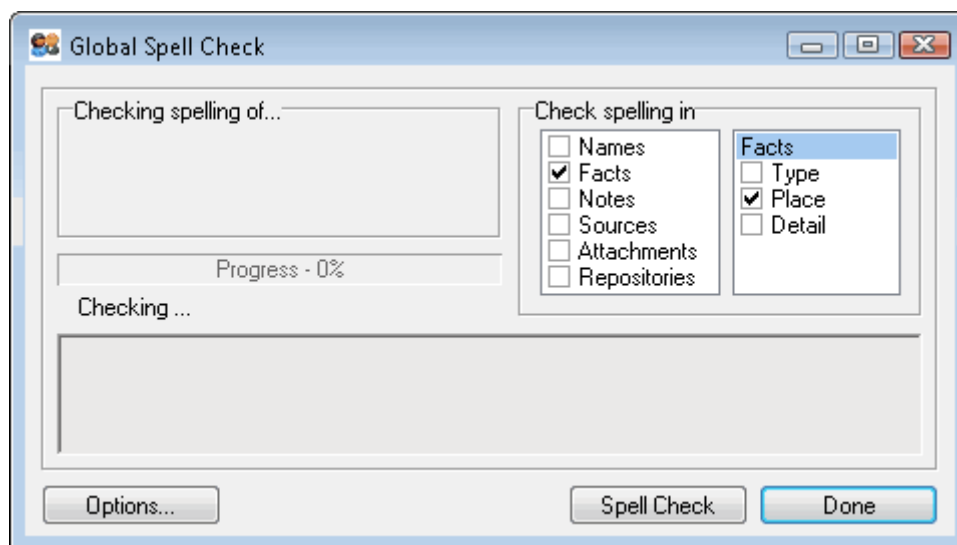 Global Spell Check
Checking spelling of...
Check spelling in
Names
Facts
Notes
Sources
Attachments
Repositories
Facts
Type
Place
Detail
Progress - 0%
Checking ...
Options...
Spell Check
Done